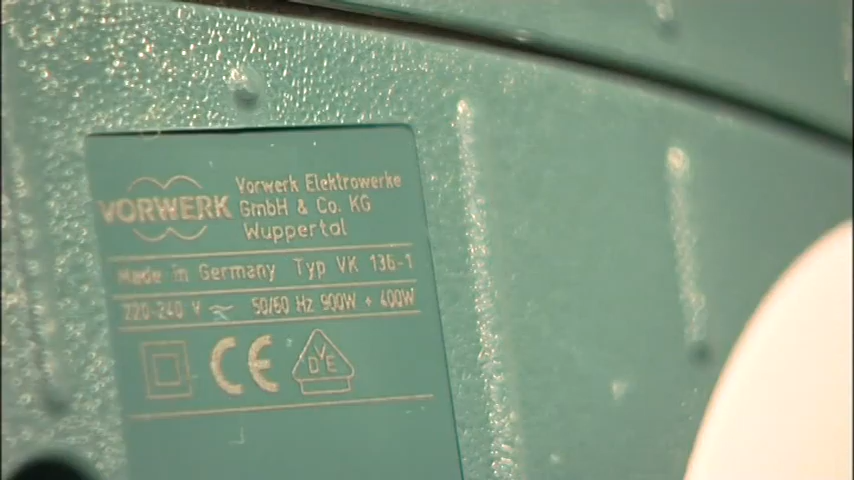 VORWERK
Vorwerk Elektrowerke
GmbH & Co. KG
Wuppertal
Made in Germany Typ VK 136-1
220-240 V 50/60 Hz 900W + 400W
CE DVE